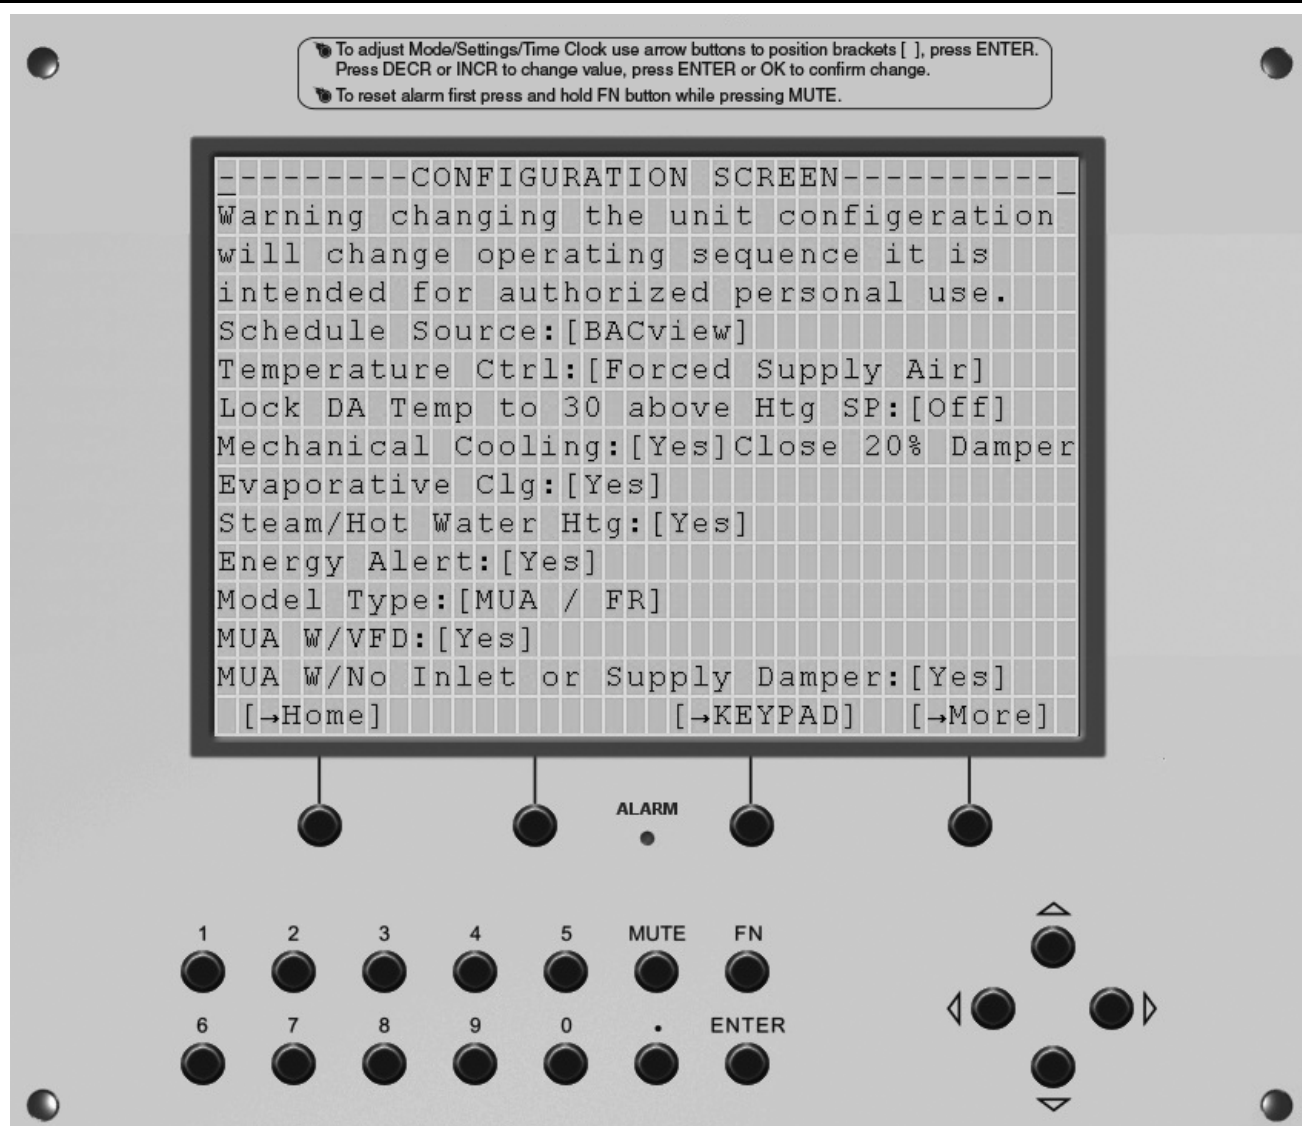 To adjust Mode/Settings/Time Clock use arrow buttons to position brackets [ ], press ENTER.
Press DECR or INCR to change value, press ENTER or OK to confirm change.
To reset alarm first press and hold FN button while pressing MUTE.
_---------CONFIGURATION SCREEN----------_
Warning changing the unit configeration
will change operating sequence it is
intended for authorized personal use.
Schedule Source:[BACview]
Temperature Ctrl:[Forced Supply Air]
Lock DA Temp to 30 above Htg SP:[Off]
Mechanical Cooling:[Yes]Close 20% Damper
Evaporative Clg:[Yes]
Steam/Hot Water Htg:[Yes]
Energy Alert:[Yes]
Model Type:[MUA / FR]
MUA W/VFD:[Yes]
MUA W/No Inlet or Supply Damper:[Yes]
[→Home] [→KEYPAD] [→More]
ALARM
1 2 3 4 5 MUTE FN
6 7 8 9 0 . ENTER